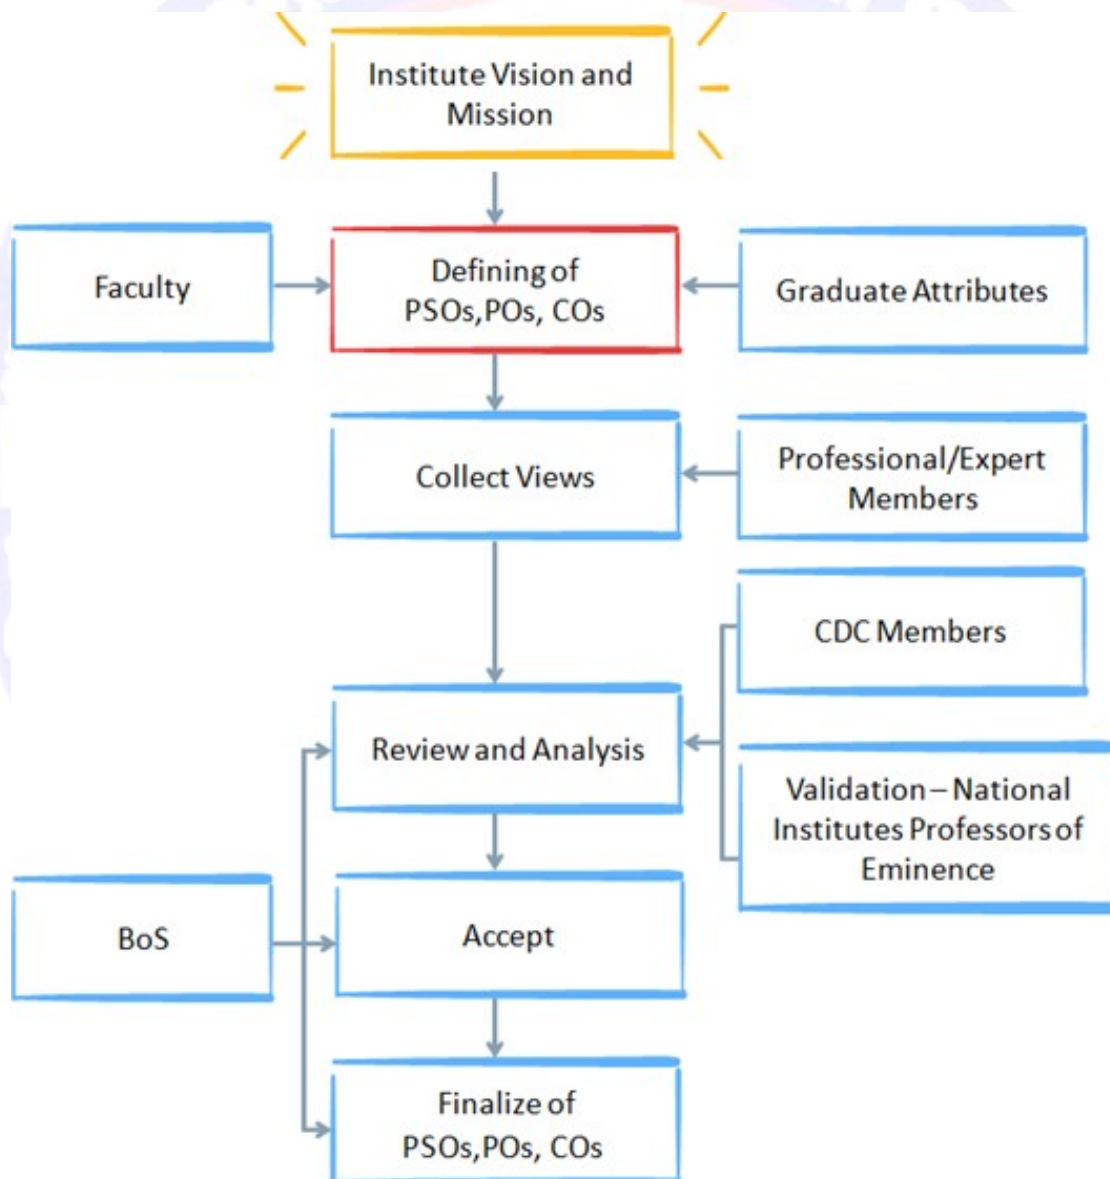 Institute Vision and
Mission
Faculty
Defining of
PSOs,POs, COs
Graduate Attributes
Collect Views
Professional/Expert
Members
CDC Members
Review and Analysis
Validation – National
Institutes Professors of
Eminence
BoS
Accept
Finalize of
PSOs,POs, COs